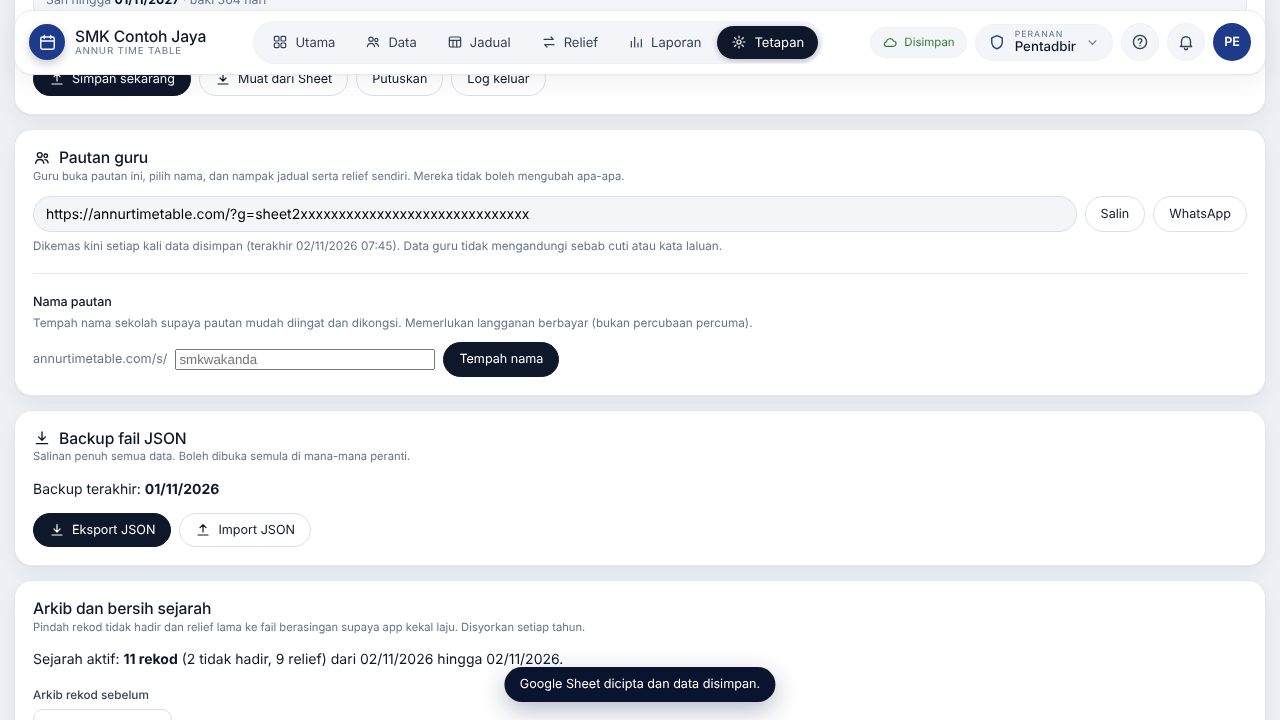 Sah hingga 01/11/2027 · baki 364 hari
SMK Contoh Jaya
ANNUR TIME TABLE
Utama
Data
Jadual
Relief
Laporan
Tetapan
Disimpan
PERANAN
Pentadbir
PE
Simpan sekarang
Muat dari Sheet
Putuskan
Log keluar
Pautan guru
Guru buka pautan ini, pilih nama, dan nampak jadual serta relief sendiri. Mereka tidak boleh mengubah apa-apa.
https://annurtimetable.com/?g=sheet2xxxxxxxxxxxxxxxxxxxxxxxxxxxxxx
Salin
WhatsApp
Dikemas kini setiap kali data disimpan (terakhir 02/11/2026 07:45). Data guru tidak mengandungi sebab cuti atau kata laluan.
Nama pautan
Tempah nama sekolah supaya pautan mudah diingat dan dikongsi. Memerlukan langganan berbayar (bukan percubaan percuma).
annurtimetable.com/s/
smkwakanda
Tempah nama
Backup fail JSON
Salinan penuh semua data. Boleh dibuka semula di mana-mana peranti.
Backup terakhir: 01/11/2026
Eksport JSON
Import JSON
Arkib dan bersih sejarah
Pindah rekod tidak hadir dan relief lama ke fail berasingan supaya app kekal laju. Disyorkan setiap tahun.
Sejarah aktif: 11 rekod (2 tidak hadir, 9 relief) dari 02/11/2026 hingga 02/11/2026.
Google Sheet dicipta dan data disimpan.
Arkib rekod sebelum